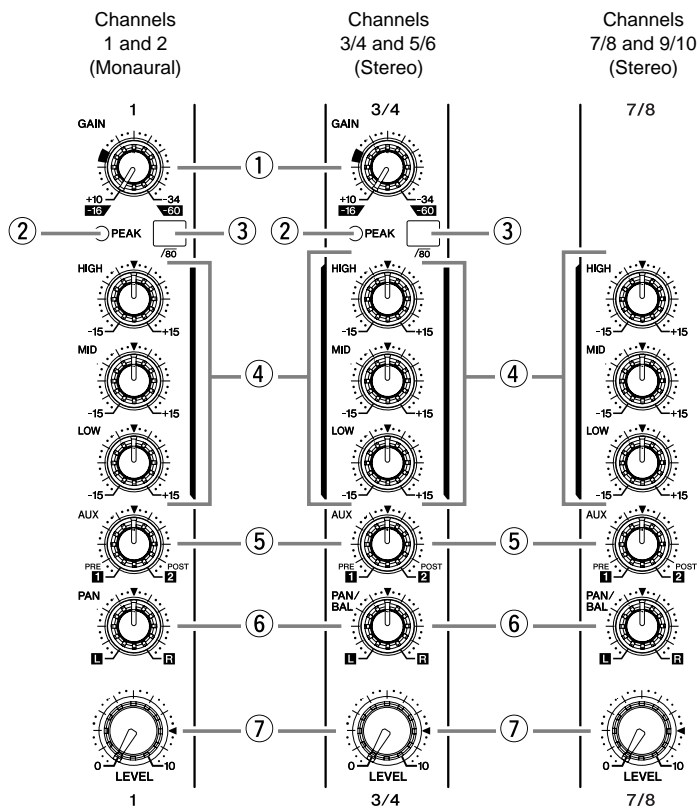 Channels Channels Channels
1 and 2 3/4 and 5/6 7/8 and 9/10
(Monaural) (Stereo) (Stereo)
1 3/4 7/8
GAIN GAIN
①
+10 -34 +10 -34
-16 -60 -16 -60
② PEAK ③ ② PEAK ③
/80 /80
HIGH HIGH HIGH
-15 +15 -15 +15 -15 +15
MID MID MID
④ ④
-15 +15 -15 +15 -15 +15
LOW LOW LOW
-15 +15 -15 +15 -15 +15
AUX AUX AUX
⑤ ⑤
PRE POST PRE POST PRE POST
1 2 1 2 1 2
PAN PAN/ PAN/
BAL BAL
⑥ ⑥
L R L R L R
⑦ ⑦
0 10 0 10 0 10
LEVEL LEVEL LEVEL
1 3/4 7/8